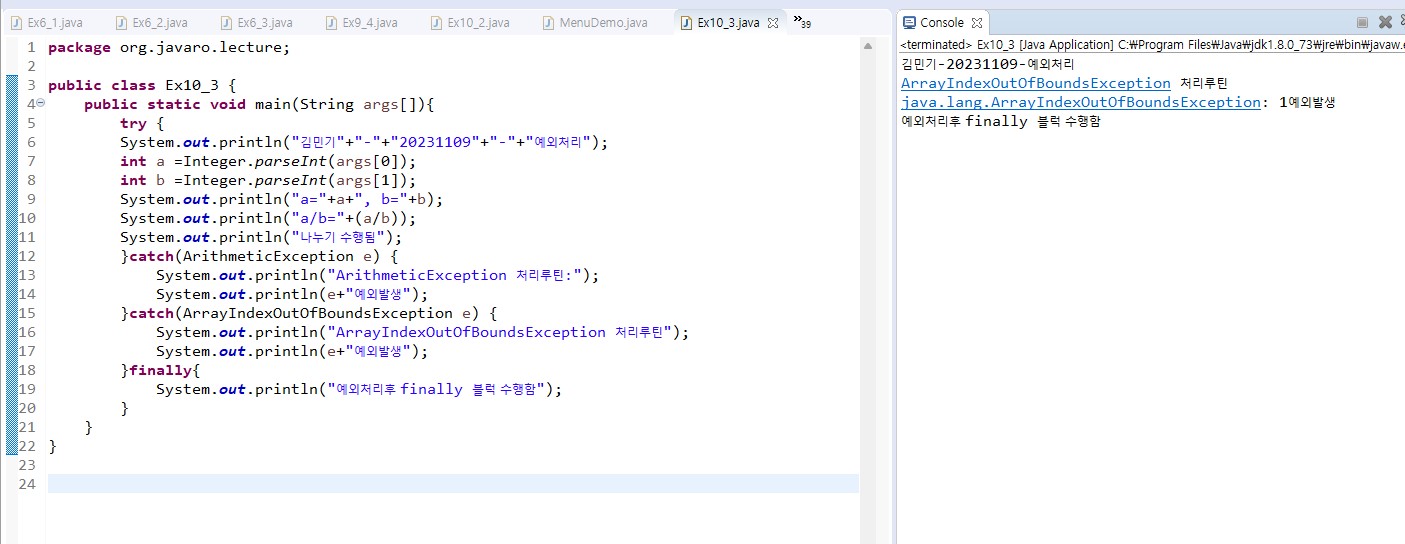 Ex6_1.java Ex6_2.java Ex6_3.java Ex9_4.java Ex10_2.java MenuDemo.java Ex10_3.java »39
1 package org.javaro.lecture;
2
3 public class Ex10_3 {
4 public static void main(String args[]){
5 try {
6 System.out.println("김민기"+"-"+"20231109"+"-"+"예외처리");
7 int a =Integer.parseInt(args[0]);
8 int b =Integer.parseInt(args[1]);
9 System.out.println("a="+a+", b="+b);
10 System.out.println("a/b="+(a/b));
11 System.out.println("나누기 수행됨");
12 }catch(ArithmeticException e) {
13 System.out.println("ArithmeticException 처리루틴:");
14 System.out.println(e+"예외발생");
15 }catch(ArrayIndexOutOfBoundsException e) {
16 System.out.println("ArrayIndexOutOfBoundsException 처리루틴");
17 System.out.println(e+"예외발생");
18 }finally{
19 System.out.println("예외처리후 finally 블럭 수행함");
20 }
21 }
22 }
23
24
Console
<terminated> Ex10_3 [Java Application] C:₩Program Files₩Java₩jdk1.8.0_73₩jre₩bin₩javaw.e
김민기-20231109-예외처리
ArrayIndexOutOfBoundsException 처리루틴
java.lang.ArrayIndexOutOfBoundsException: 1예외발생
예외처리후 finally 블럭 수행함